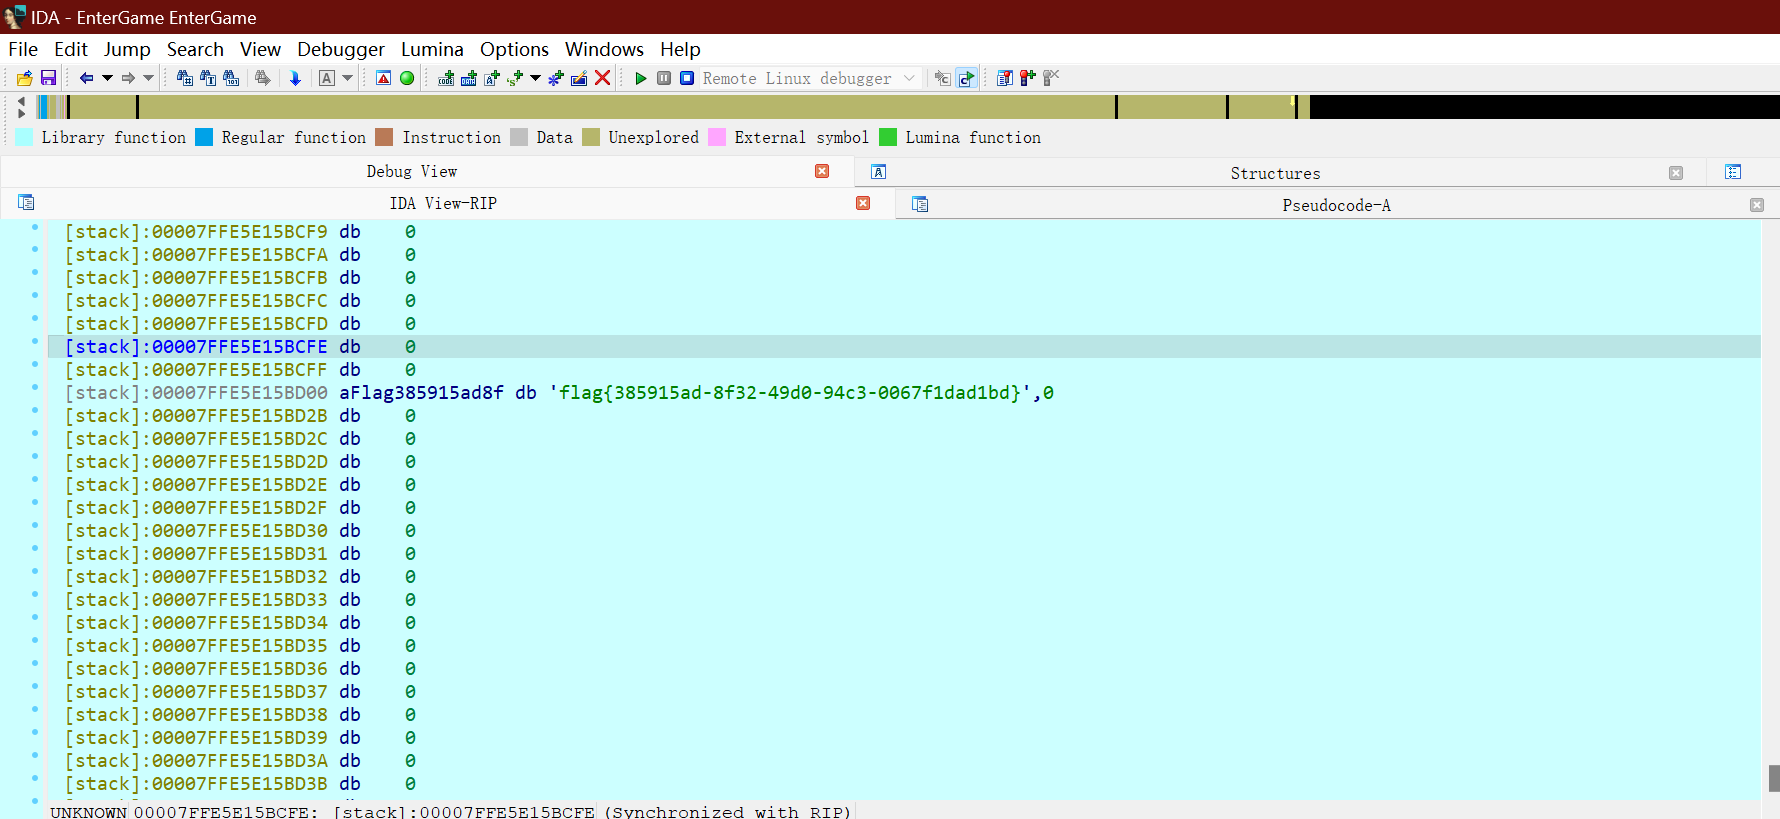 IDA - EnterGame EnterGame
File Edit Jump Search View Debugger Lumina Options Windows Help
Remote Linux debugger
Library function Regular function Instruction Data Unexplored External symbol Lumina function
Debug View Structures
IDA View-RIP Pseudocode-A
[stack]:00007FFE5E15BCF9 db 0
[stack]:00007FFE5E15BCFA db 0
[stack]:00007FFE5E15BCFB db 0
[stack]:00007FFE5E15BCFC db 0
[stack]:00007FFE5E15BCFD db 0
[stack]:00007FFE5E15BCFE db 0
[stack]:00007FFE5E15BCFF db 0
[stack]:00007FFE5E15BD00 aFlag385915ad8f db 'flag{385915ad-8f32-49d0-94c3-0067f1dad1bd}',0
[stack]:00007FFE5E15BD2B db 0
[stack]:00007FFE5E15BD2C db 0
[stack]:00007FFE5E15BD2D db 0
[stack]:00007FFE5E15BD2E db 0
[stack]:00007FFE5E15BD2F db 0
[stack]:00007FFE5E15BD30 db 0
[stack]:00007FFE5E15BD31 db 0
[stack]:00007FFE5E15BD32 db 0
[stack]:00007FFE5E15BD33 db 0
[stack]:00007FFE5E15BD34 db 0
[stack]:00007FFE5E15BD35 db 0
[stack]:00007FFE5E15BD36 db 0
[stack]:00007FFE5E15BD37 db 0
[stack]:00007FFE5E15BD38 db 0
[stack]:00007FFE5E15BD39 db 0
[stack]:00007FFE5E15BD3A db 0
[stack]:00007FFE5E15BD3B db 0
UNKNOWN 00007FFE5E15BCFE: [stack]:00007FFE5E15BCFE (Synchronized with RIP)